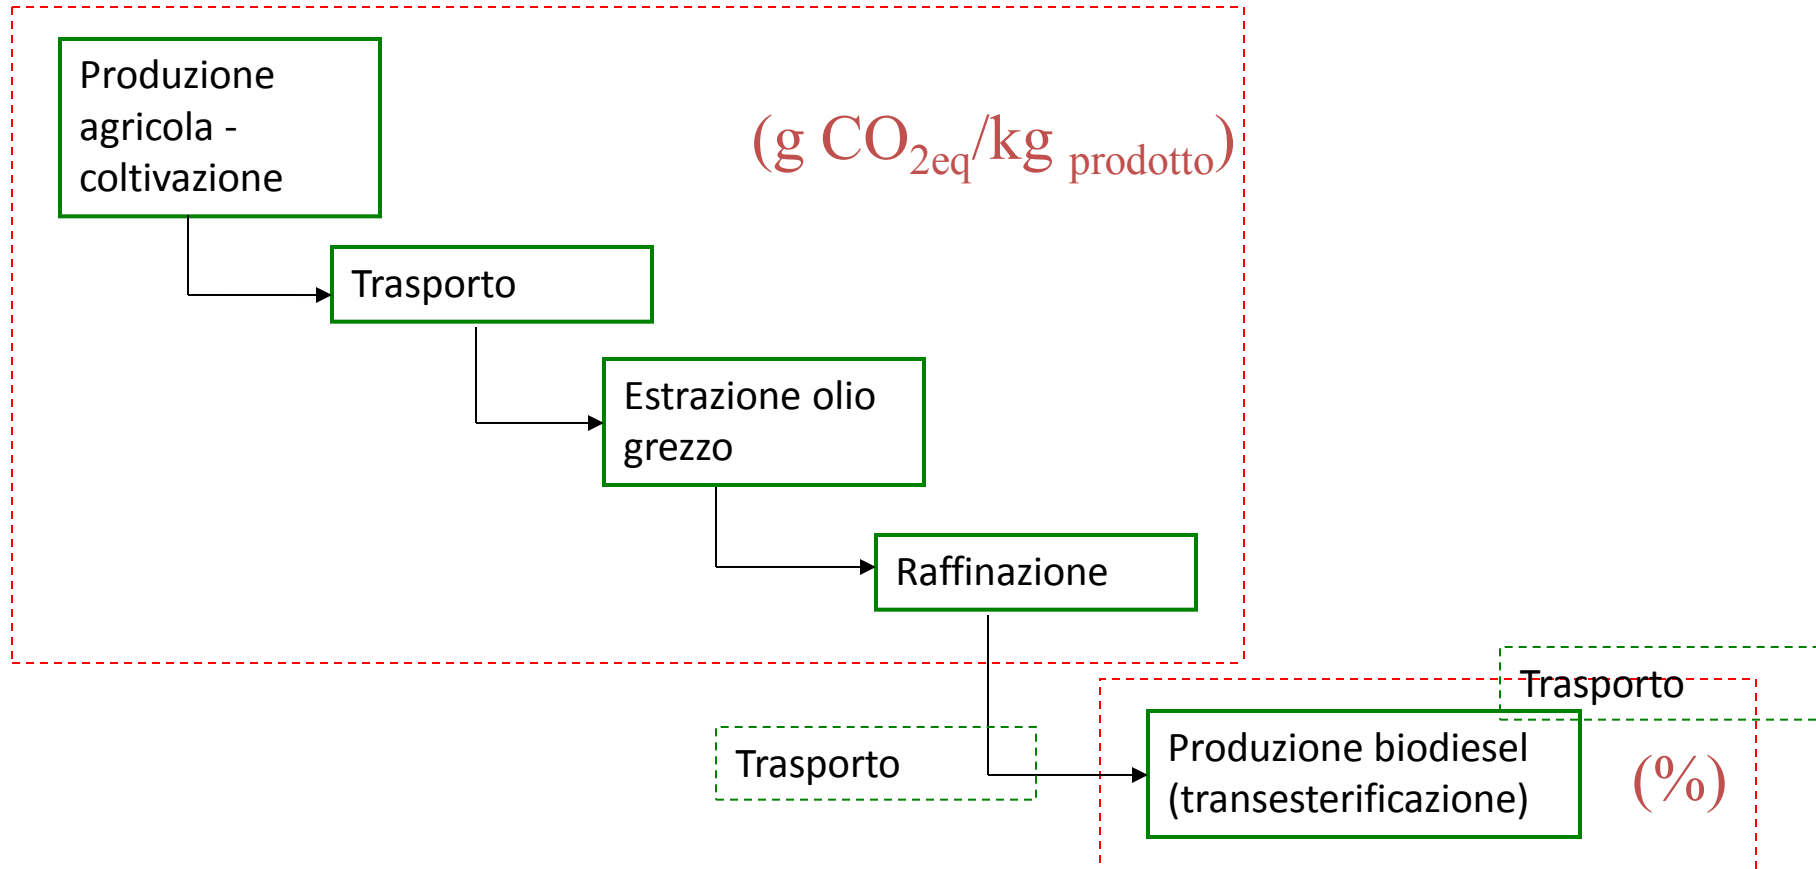 Produzione
agricola -
coltivazione
(g CO2eq/kg prodotto)
Trasporto
Estrazione olio
grezzo
Raffinazione
Trasporto
Trasporto
Produzione biodiesel
(transesterificazione)
(%)